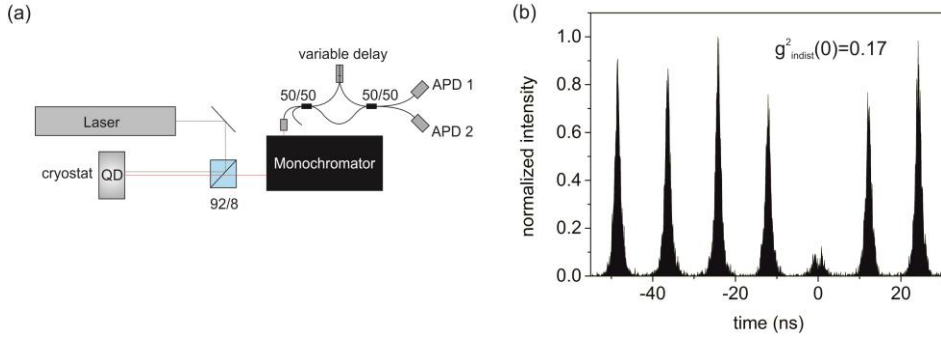 (a)
variable delay
50/50
50/50
APD 1
APD 2
Laser
cryostat
QD
92/8
Monochromator
(b)
g²indist(0)=0.17
normalized intensity
1.0
0.8
0.6
0.4
0.2
0.0
-40
-20
0
20
time (ns)